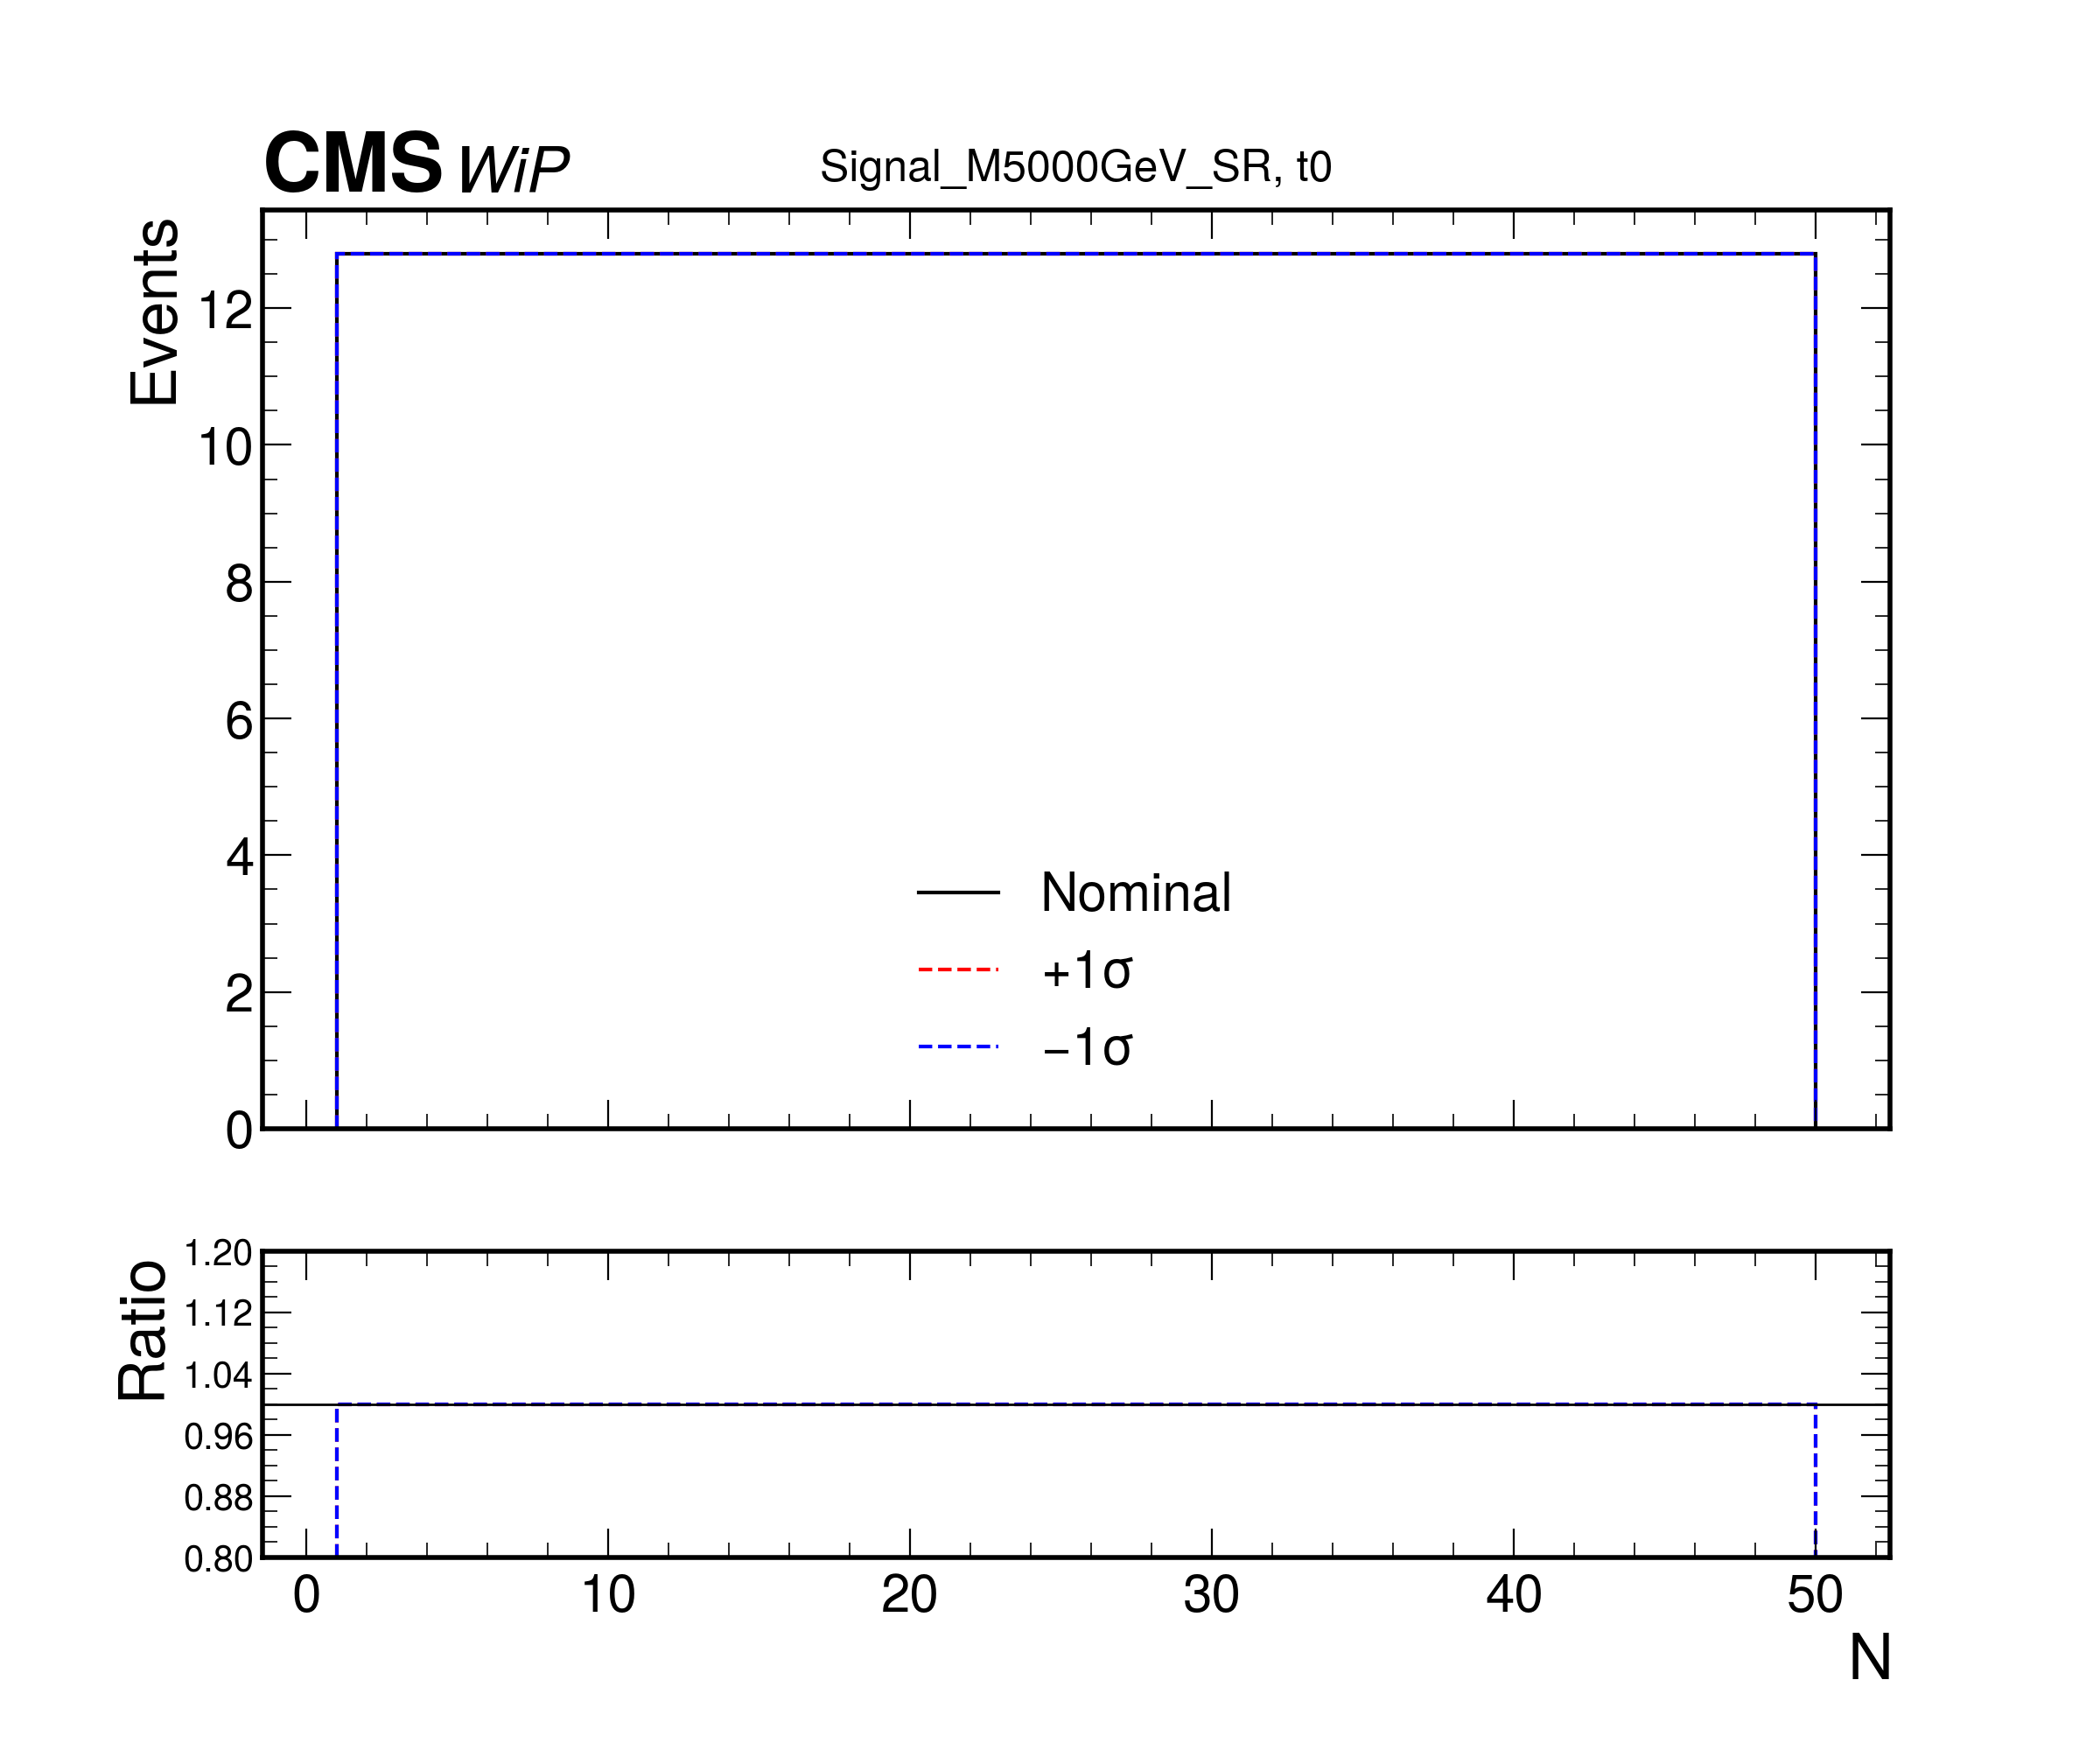 CMS WiP
Signal_M5000GeV_SR, t0
Events
12
10
8
6
4
2
0
Nominal
+1σ
−1σ
Ratio
1.20
1.12
1.04
0.96
0.88
0.80
0 10 20 30 40 50
N